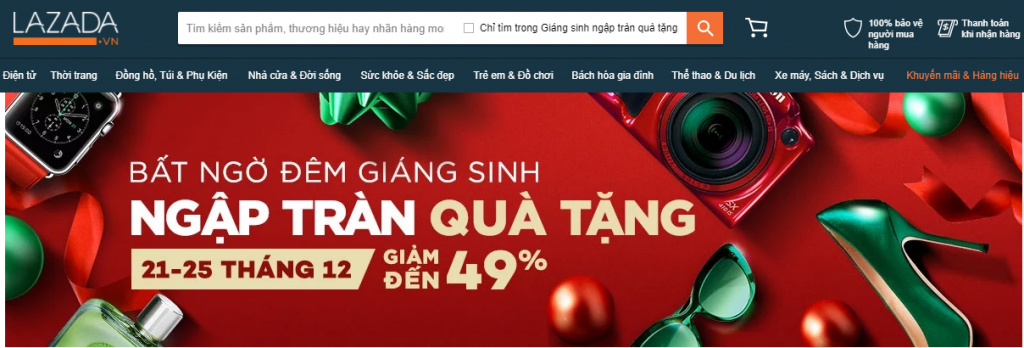 LAZADA
.VN
Tìm kiếm sản phẩm, thương hiệu hay nhãn hàng mo
Chỉ tìm trong Giáng sinh ngập tràn quà tặng
100% bảo vệ
người mua
hàng
Thanh toán
khi nhận hàng
Điện tử
Thời trang
Đồng hồ, Túi & Phụ Kiện
Nhà cửa & Đời sống
Sức khỏe & Sắc đẹp
Trẻ em & Đồ chơi
Bách hóa gia đình
Thể thao & Du lịch
Xe máy, Sách & Dịch vụ
Khuyến mãi & Hàng hiệu
BẤT NGỜ ĐÊM GIÁNG SINH
NGẬP TRÀN QUÀ TẶNG
21-25 THÁNG 12
GIẢM
ĐẾN
49%